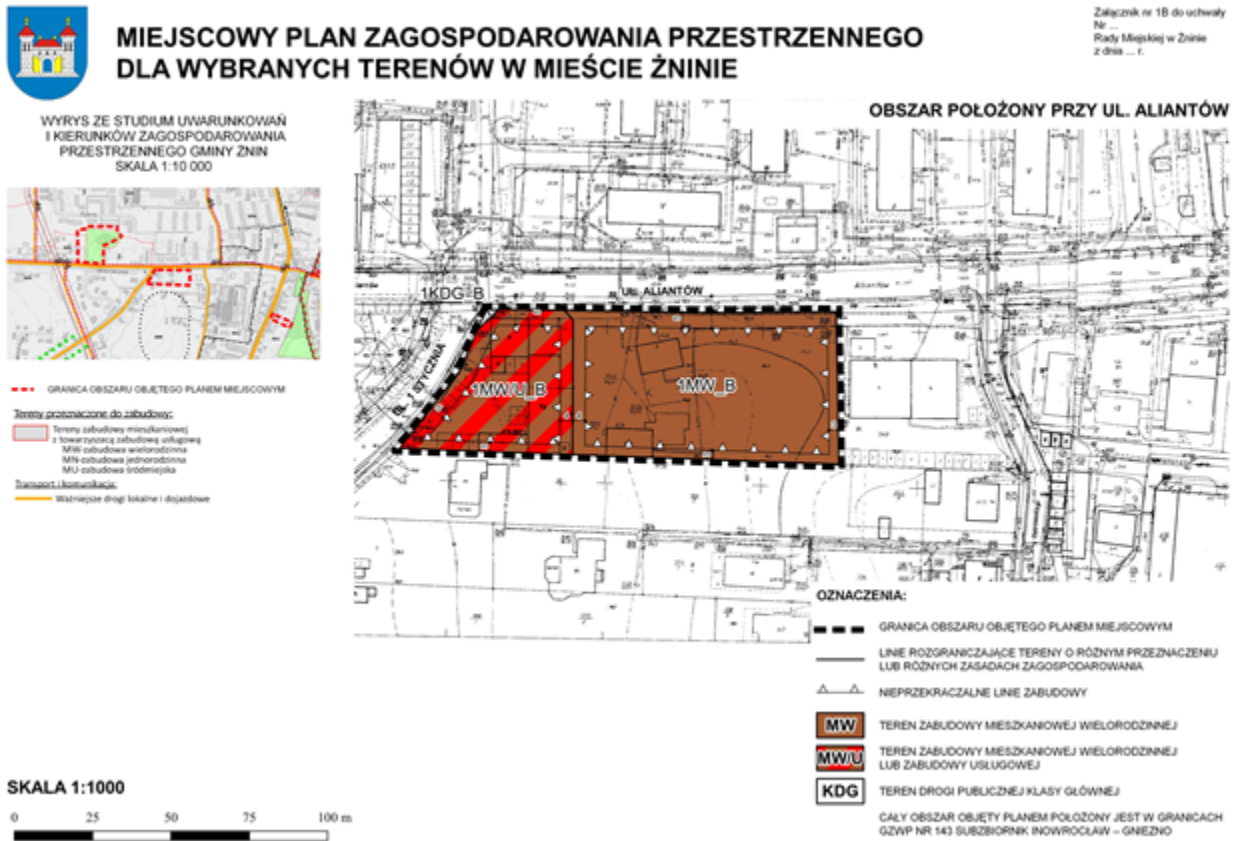 Załącznik nr 1B do uchwały
Nr ...
Rady Miejskiej w Żninie
z dnia ... r.
MIEJSCOWY PLAN ZAGOSPODAROWANIA PRZESTRZENNEGO
DLA WYBRANYCH TERENÓW W MIEŚCIE ŻNINIE
WYRYS ZE STUDIUM UWARUNKOWAŃ
I KIERUNKÓW ZAGOSPODAROWANIA
PRZESTRZENNEGO GMINY ŻNIN
SKALA 1:10 000
GRANICA OBSZARU OBJĘTEGO PLANEM MIEJSCOWYM
Tereny przeznaczone do zabudowy:
Tereny zabudowy mieszkaniowej
z towarzyszącą zabudową usługową
MW-zabudowa wielorodzinna
MN-zabudowa jednorodzinna
MU-zabudowa śródmiejska
Transport i komunikacja:
Ważniejsze drogi lokalne i dojazdowe
OBSZAR POŁOŻONY PRZY UL. ALIANTÓW
1KDG_B
UL. ALIANTÓW
Aliantów
UL. 1 STYCZNIA
1MW/U_B
1MW_B
OZNACZENIA:
GRANICA OBSZARU OBJĘTEGO PLANEM MIEJSCOWYM
LINIE ROZGRANICZAJĄCE TERENY O RÓŻNYM PRZEZNACZENIU
LUB RÓŻNYCH ZASADACH ZAGOSPODAROWANIA
NIEPRZEKRACZALNE LINIE ZABUDOWY
MW TEREN ZABUDOWY MIESZKANIOWEJ WIELORODZINNEJ
MW/U TEREN ZABUDOWY MIESZKANIOWEJ WIELORODZINNEJ
LUB ZABUDOWY USŁUGOWEJ
KDG TEREN DROGI PUBLICZNEJ KLASY GŁÓWNEJ
CAŁY OBSZAR OBJĘTY PLANEM POŁOŻONY JEST W GRANICACH
GZWP NR 143 SUBZBIORNIK INOWROCŁAW – GNIEZNO
SKALA 1:1000
0 25 50 75 100 m